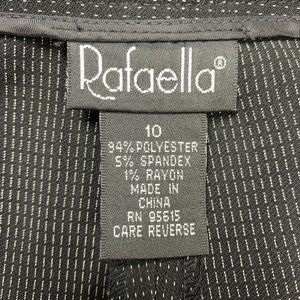 Rafaella®
10
94% POLYESTER
5% SPANDEX
1% RAYON
MADE IN
CHINA
RN 95615
CARE REVERSE